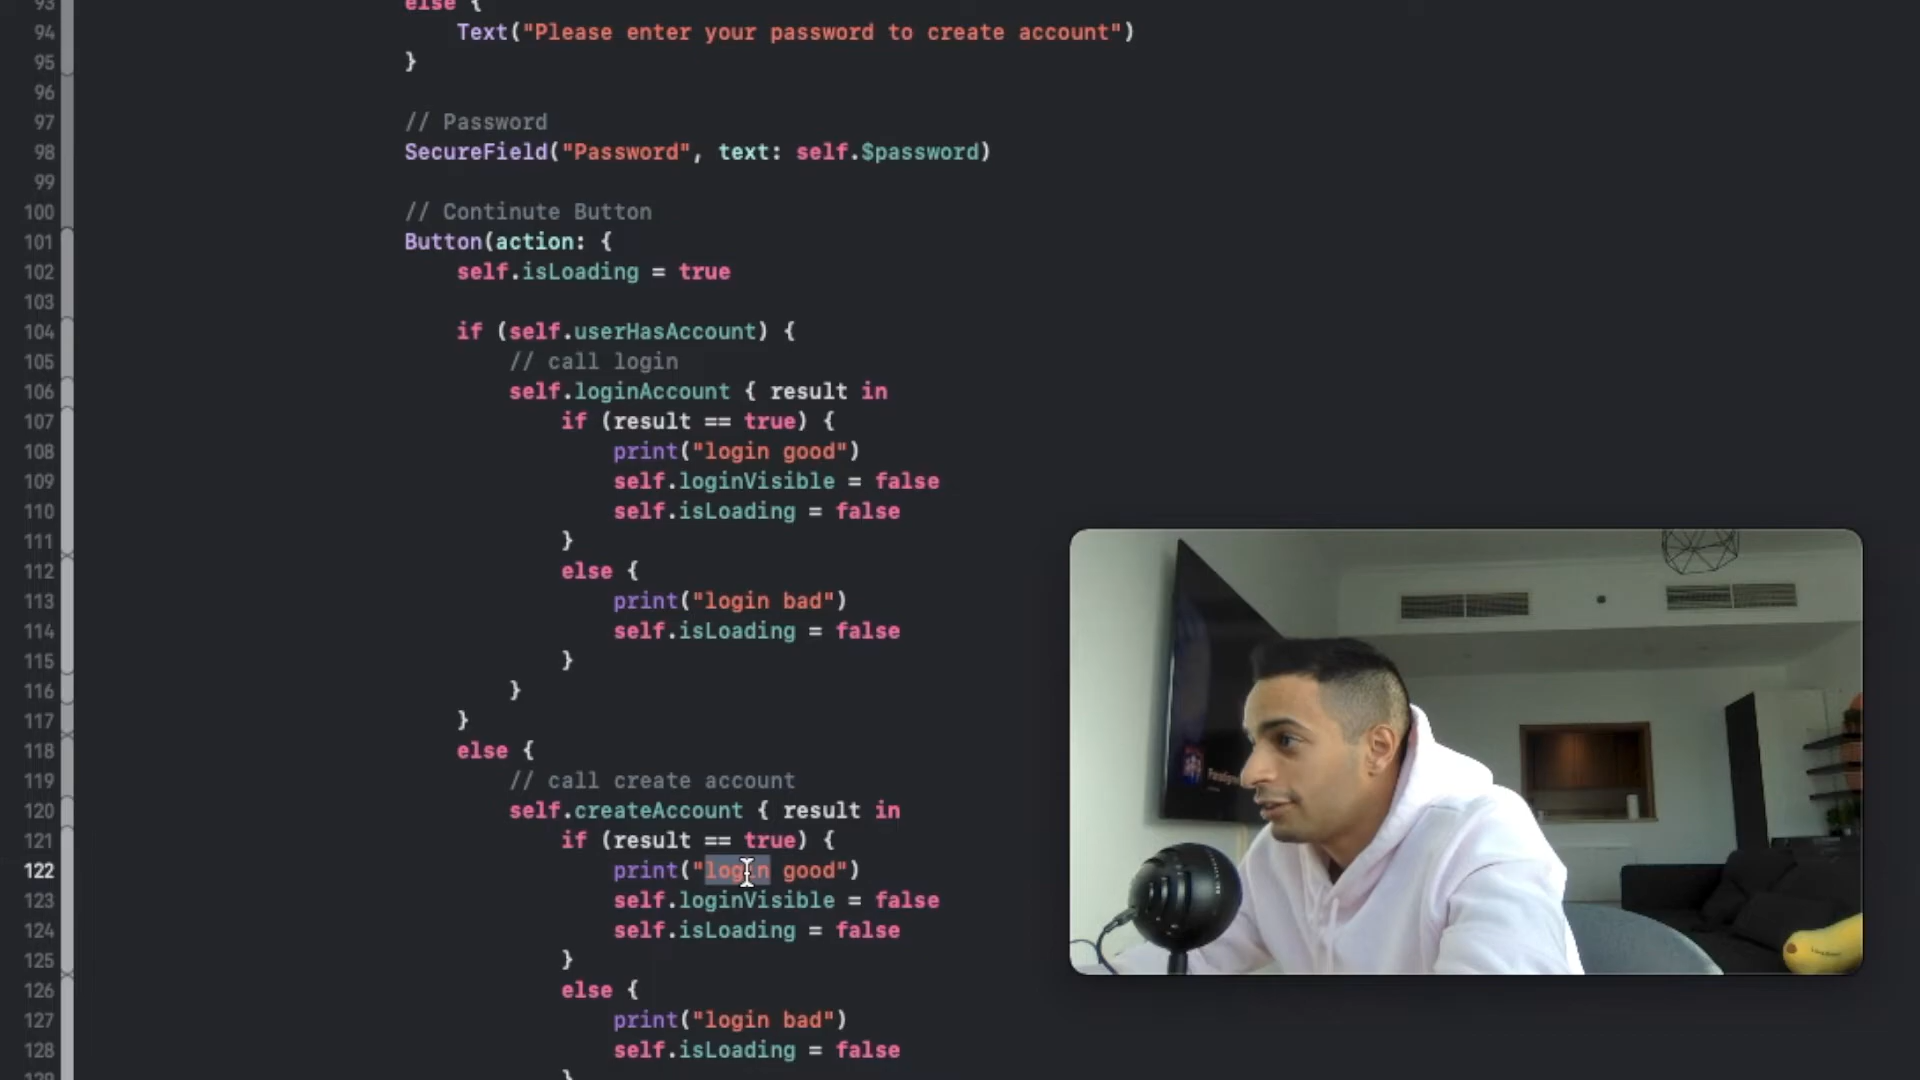 93 else {
94 Text("Please enter your password to create account")
95 }
96
97 // Password
98 SecureField("Password", text: self.$password)
99
100 // Continute Button
101 Button(action: {
102 self.isLoading = true
103
104 if (self.userHasAccount) {
105 // call login
106 self.loginAccount { result in
107 if (result == true) {
108 print("login good")
109 self.loginVisible = false
110 self.isLoading = false
111 }
112 else {
113 print("login bad")
114 self.isLoading = false
115 }
116 }
117 }
118 else {
119 // call create account
120 self.createAccount { result in
121 if (result == true) {
122 print("login good")
123 self.loginVisible = false
124 self.isLoading = false
125 }
126 else {
127 print("login bad")
128 self.isLoading = false
129 }